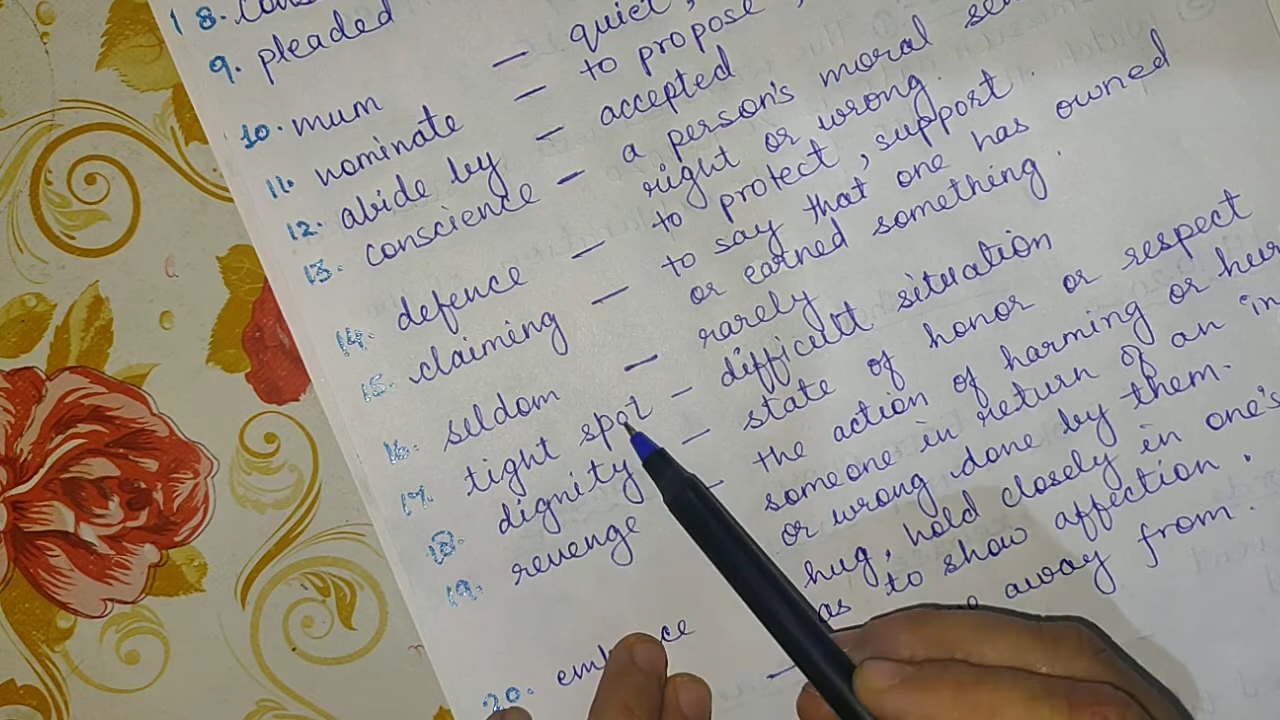 18.
9. pleaded
10. mum — quiet,
11. nominate — to propose,
12. abide by — accepted
13. conscience — a person's moral
right or wrong.
14. defence — to protect, support.
15. claiming — to say that one has owned
or earned something.
16. seldom — rarely
17. tight spot — difficult situation
18. dignity — state of honor or respect
19. revenge — the action of harming or
someone in return of an
or wrong done by them.
20. hug, hold closely in one's
as to show affection.
— away from.